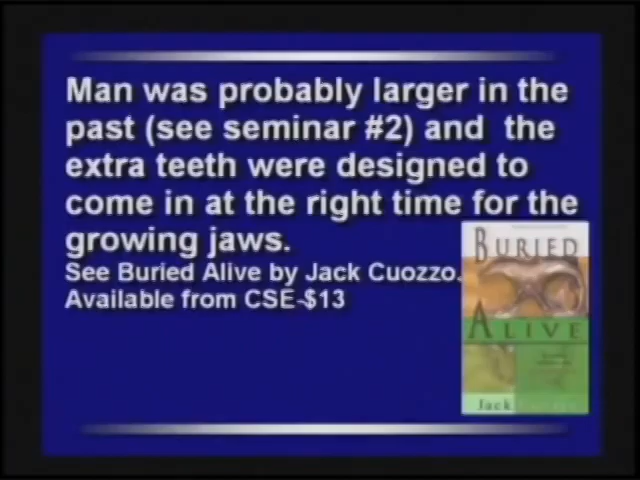 Man was probably larger in the
past (see seminar #2) and the
extra teeth were designed to
come in at the right time for the
growing jaws.
See Buried Alive by Jack Cuozzo.
Available from CSE-$13
BURIED
ALIVE
Jack